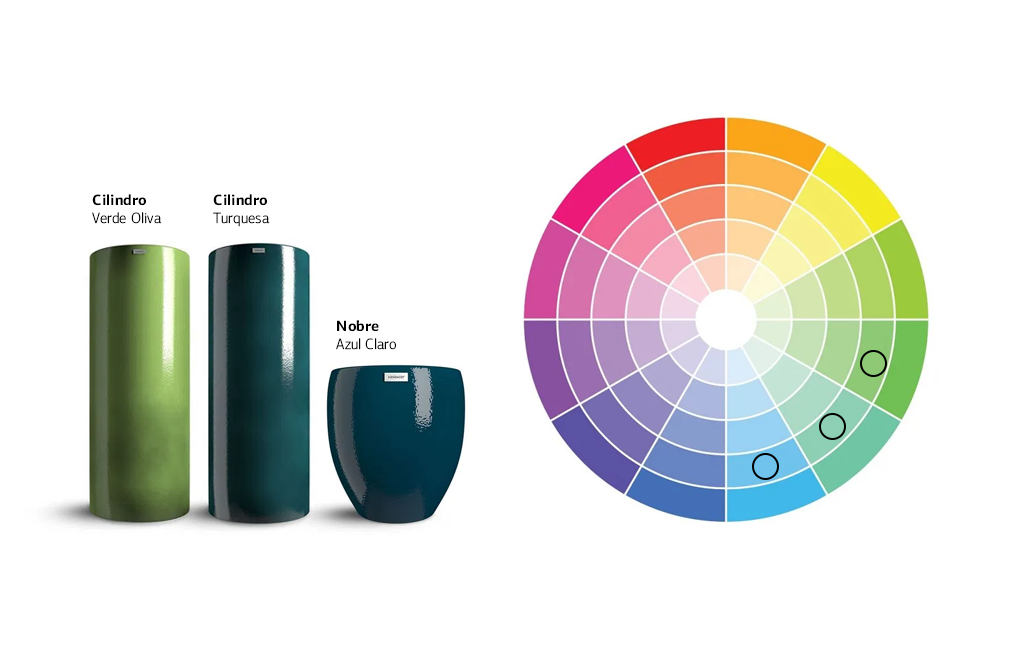 Cilindro
Verde Oliva
Cilindro
Turquesa
Nobre
Azul Claro